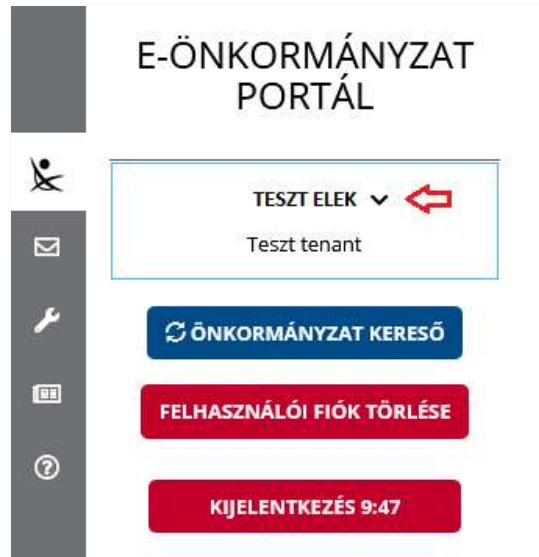 E-ÖNKORMÁNYZAT
PORTÁL
TESZT ELEK
Teszt tenant
ÖNKORMÁNYZAT KERESŐ
FELHASZNÁLÓI FIÓK TÖRLÉSE
KIJELENTKEZÉS 9:47